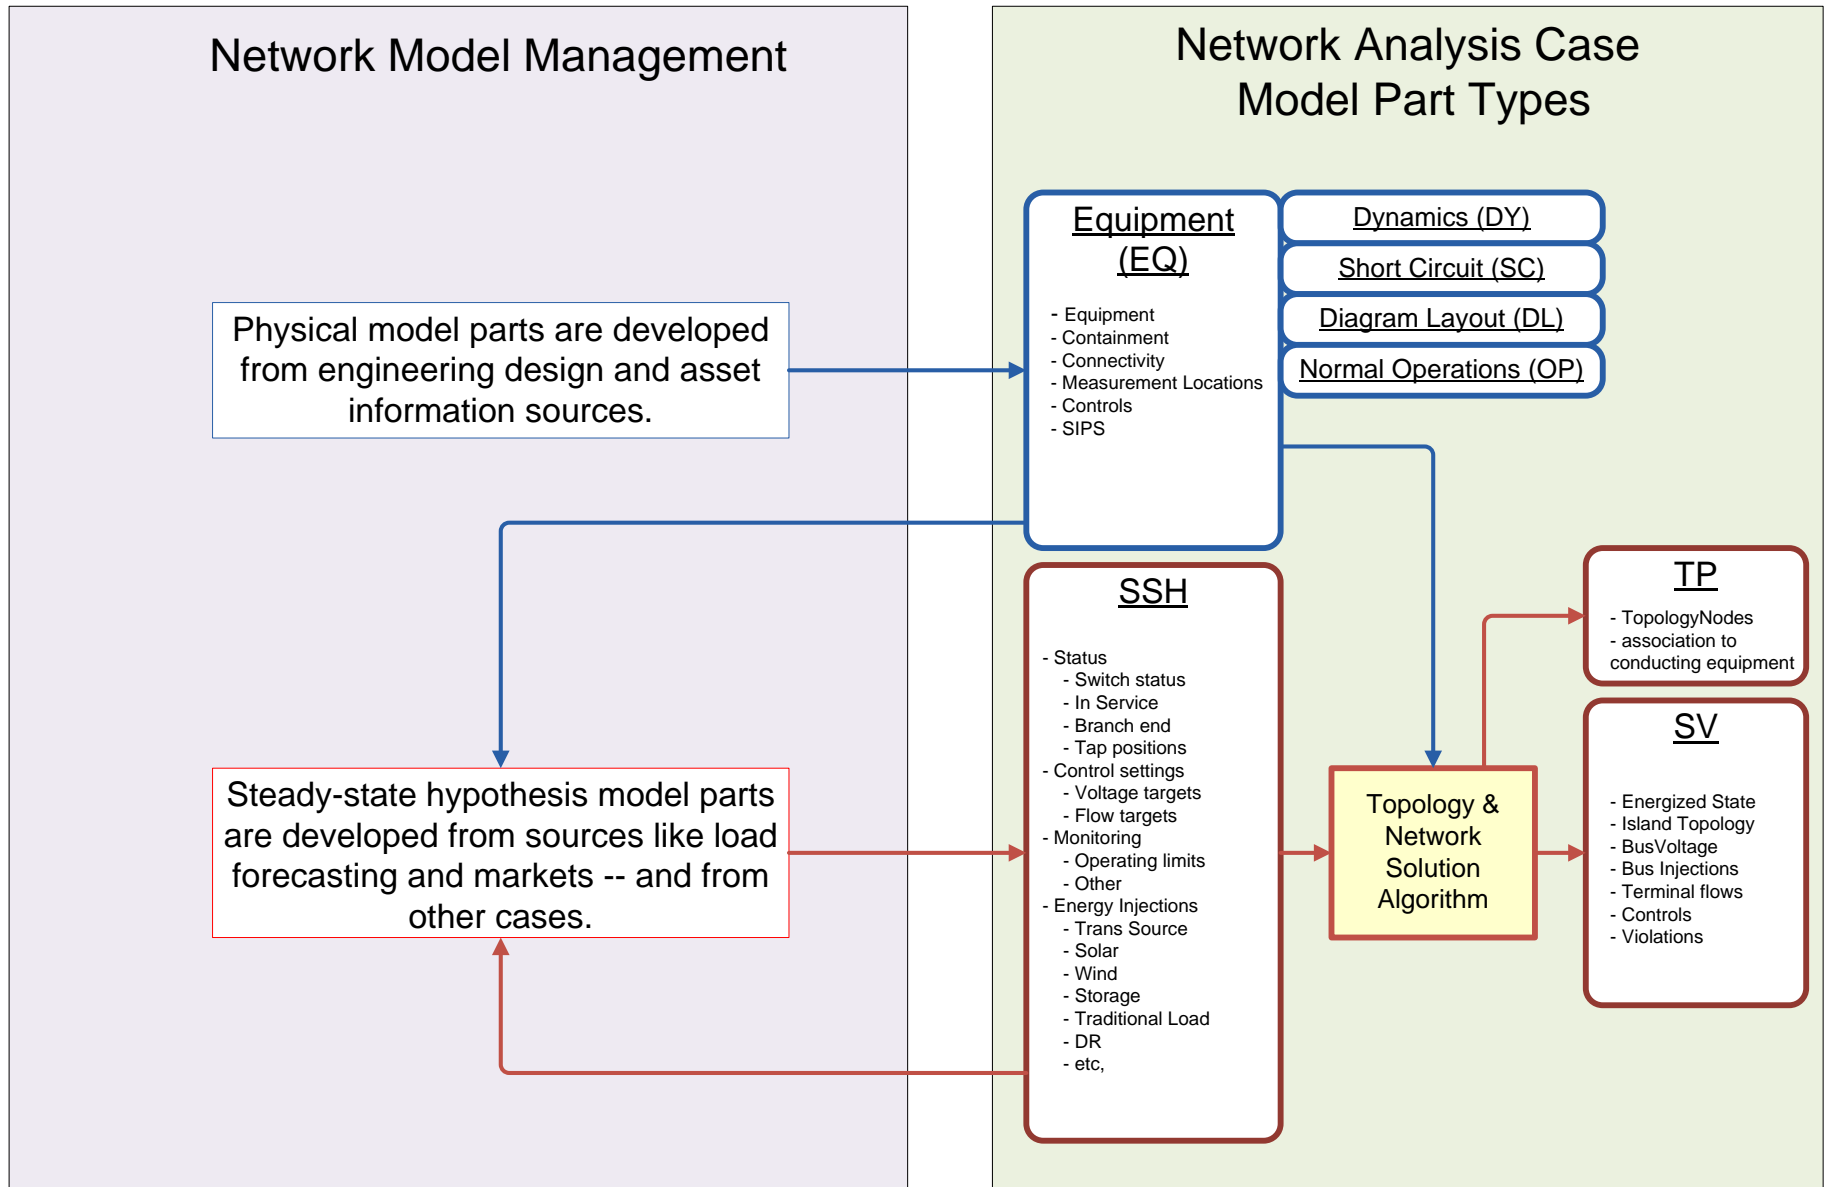 Network Model Management
Physical model parts are developed
from engineering design and asset
information sources.
Steady-state hypothesis model parts
are developed from sources like load
forecasting and markets -- and from
other cases.
Network Analysis Case
Model Part Types
Equipment
(EQ)
- Equipment
- Containment
- Connectivity
- Measurement Locations
- Controls
- SIPS
Dynamics (DY)
Short Circuit (SC)
Diagram Layout (DL)
Normal Operations (OP)
SSH
- Status
- Switch status
- In Service
- Branch end
- Tap positions
- Control settings
- Voltage targets
- Flow targets
- Monitoring
- Operating limits
- Other
- Energy Injections
- Trans Source
- Solar
- Wind
- Storage
- Traditional Load
- DR
- etc,
Topology &
Network
Solution
Algorithm
TP
- TopologyNodes
- association to
conducting equipment
SV
- Energized State
- Island Topology
- BusVoltage
- Bus Injections
- Terminal flows
- Controls
- Violations